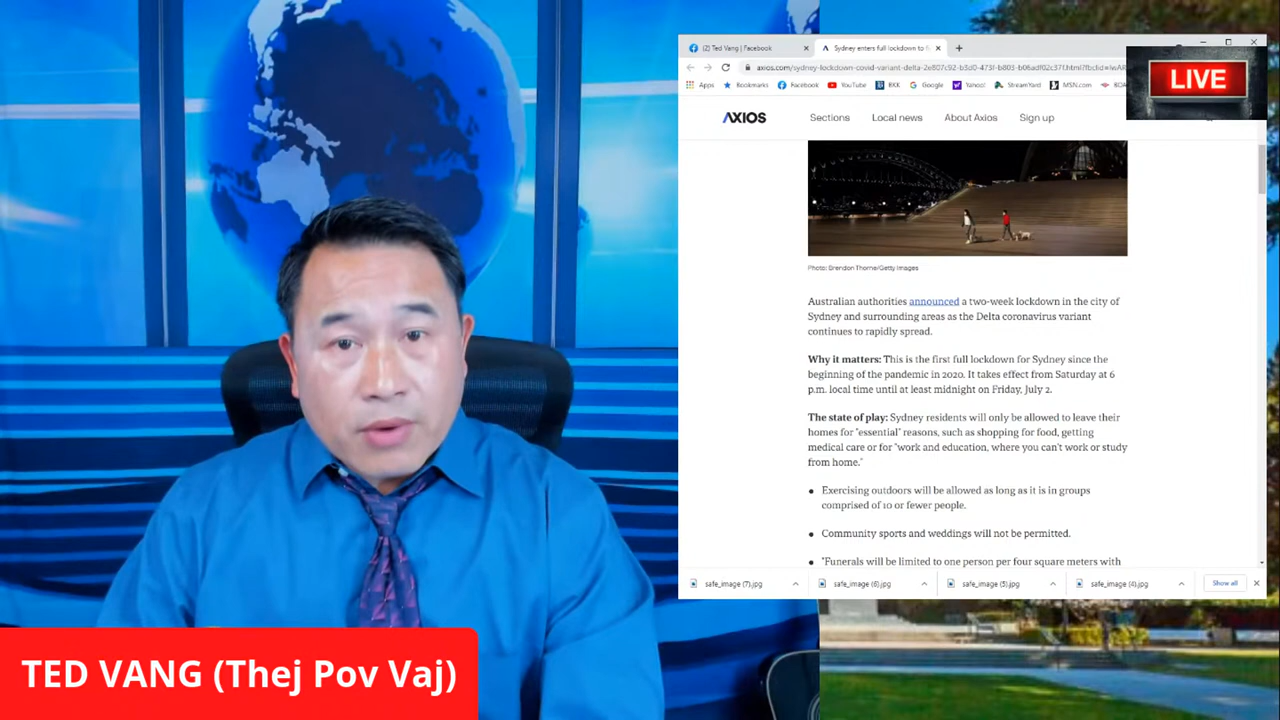 (2) Ted Vang | Facebook
Sydney enters full lockdown to
LIVE
Apps
Bookmarks
Facebook
YouTube
BKK
Google
Yahoo!
StreamYard
MSN.com
AXIOS
Sections
Local news
About Axios
Sign up
Photo: Brendon Thorne/Getty Images
Australian authorities announced a two-week lockdown in the city of
Sydney and surrounding areas as the Delta coronavirus variant
continues to rapidly spread.
Why it matters: This is the first full lockdown for Sydney since the
beginning of the pandemic in 2020. It takes effect from Saturday at 6
p.m. local time until at least midnight on Friday, July 2.
The state of play: Sydney residents will only be allowed to leave their
homes for "essential" reasons, such as shopping for food, getting
medical care or for "work and education, where you can't work or study
from home."
● Exercising outdoors will be allowed as long as it is in groups
comprised of 10 or fewer people.
● Community sports and weddings will not be permitted.
● "Funerals will be limited to one person per four square meters with
safe_image (7).jpg
safe_image (6).jpg
safe_image (5).jpg
safe_image (4).jpg
Show all
TED VANG (Thej Pov Vaj)